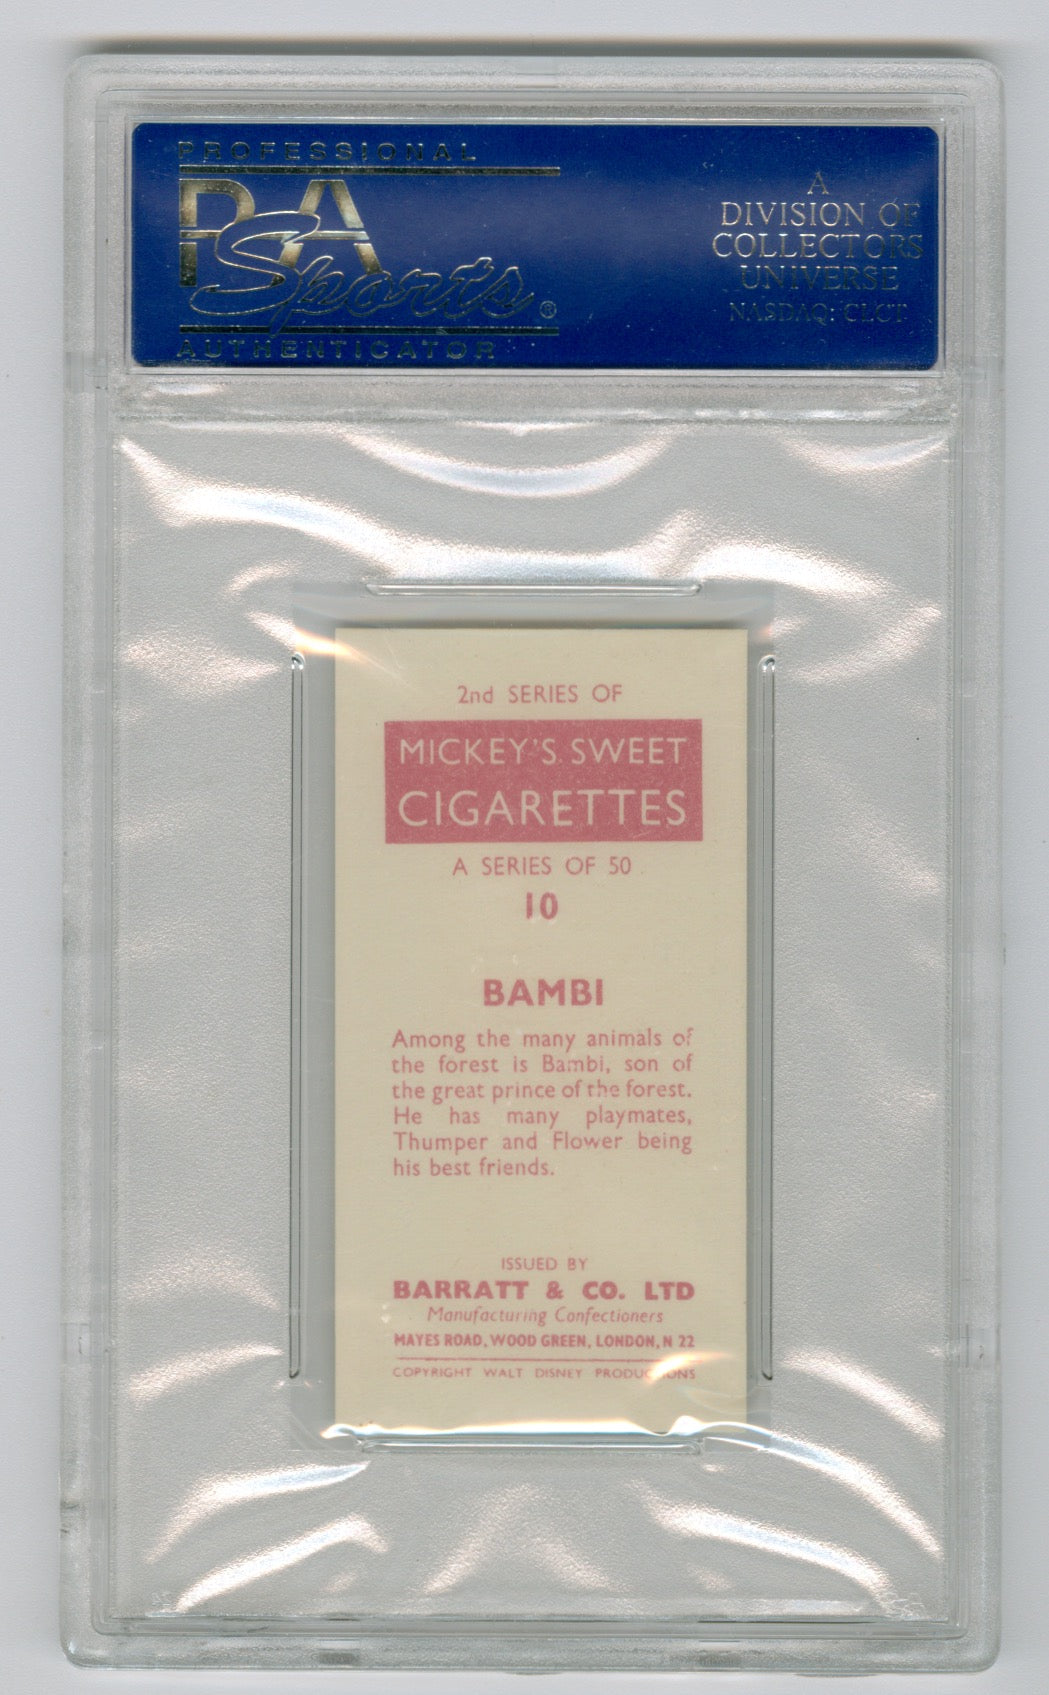 PROFESSIONAL
PSA
Sports®
AUTHENTICATOR
A
DIVISION OF
COLLECTORS
UNIVERSE
NASDAQ: CLCT
2nd SERIES OF
MICKEY'S SWEET
CIGARETTES
A SERIES OF 50
10
BAMBI
Among the many animals of
the forest is Bambi, son of
the great prince of the forest.
He has many playmates,
Thumper and Flower being
his best friends.
ISSUED BY
BARRATT & CO. LTD
Manufacturing Confectioners
MAYES ROAD, WOOD GREEN, LONDON, N 22
COPYRIGHT WALT DISNEY PRODUCTIONS